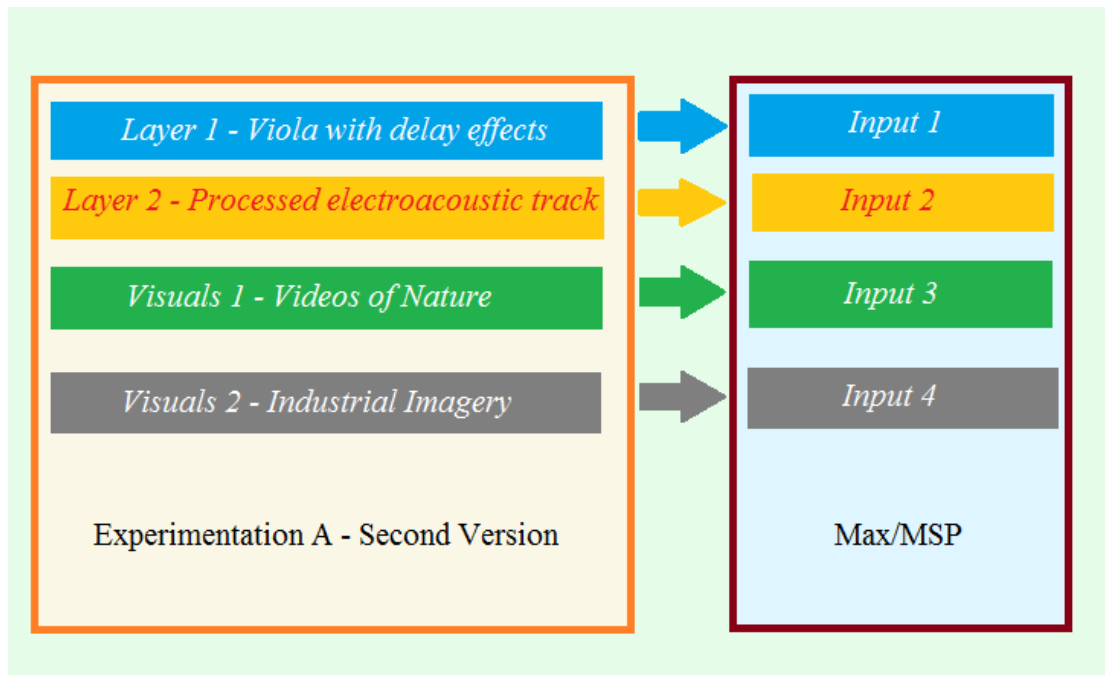 Layer 1 - Viola with delay effects
Input 1
Layer 2 - Processed electroacoustic track
Input 2
Visuals 1 - Videos of Nature
Input 3
Visuals 2 - Industrial Imagery
Input 4
Experimentation A - Second Version
Max/MSP